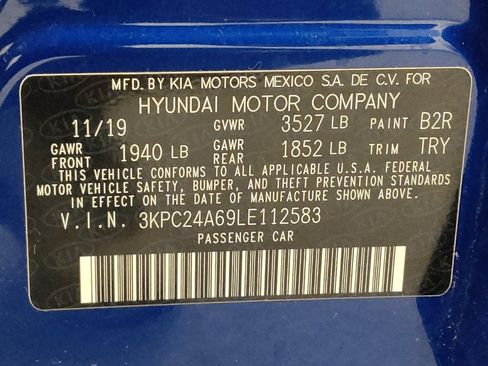 MFD. BY KIA MOTORS MEXICO S.A. DE C.V. FOR
HYUNDAI MOTOR COMPANY
11/19 GVWR 3527 LB PAINT B2R
GAWR FRONT 1940 LB GAWR REAR 1852 LB TRIM TRY
THIS VEHICLE CONFORMS TO ALL APPLICABLE U.S.A. FEDERAL
MOTOR VEHICLE SAFETY, BUMPER, AND THEFT PREVENTION STANDARDS
IN EFFECT ON THE DATE OF MANUFACTURE SHOWN ABOVE.
V.I.N. 3KPC24A69LE112583
PASSENGER CAR